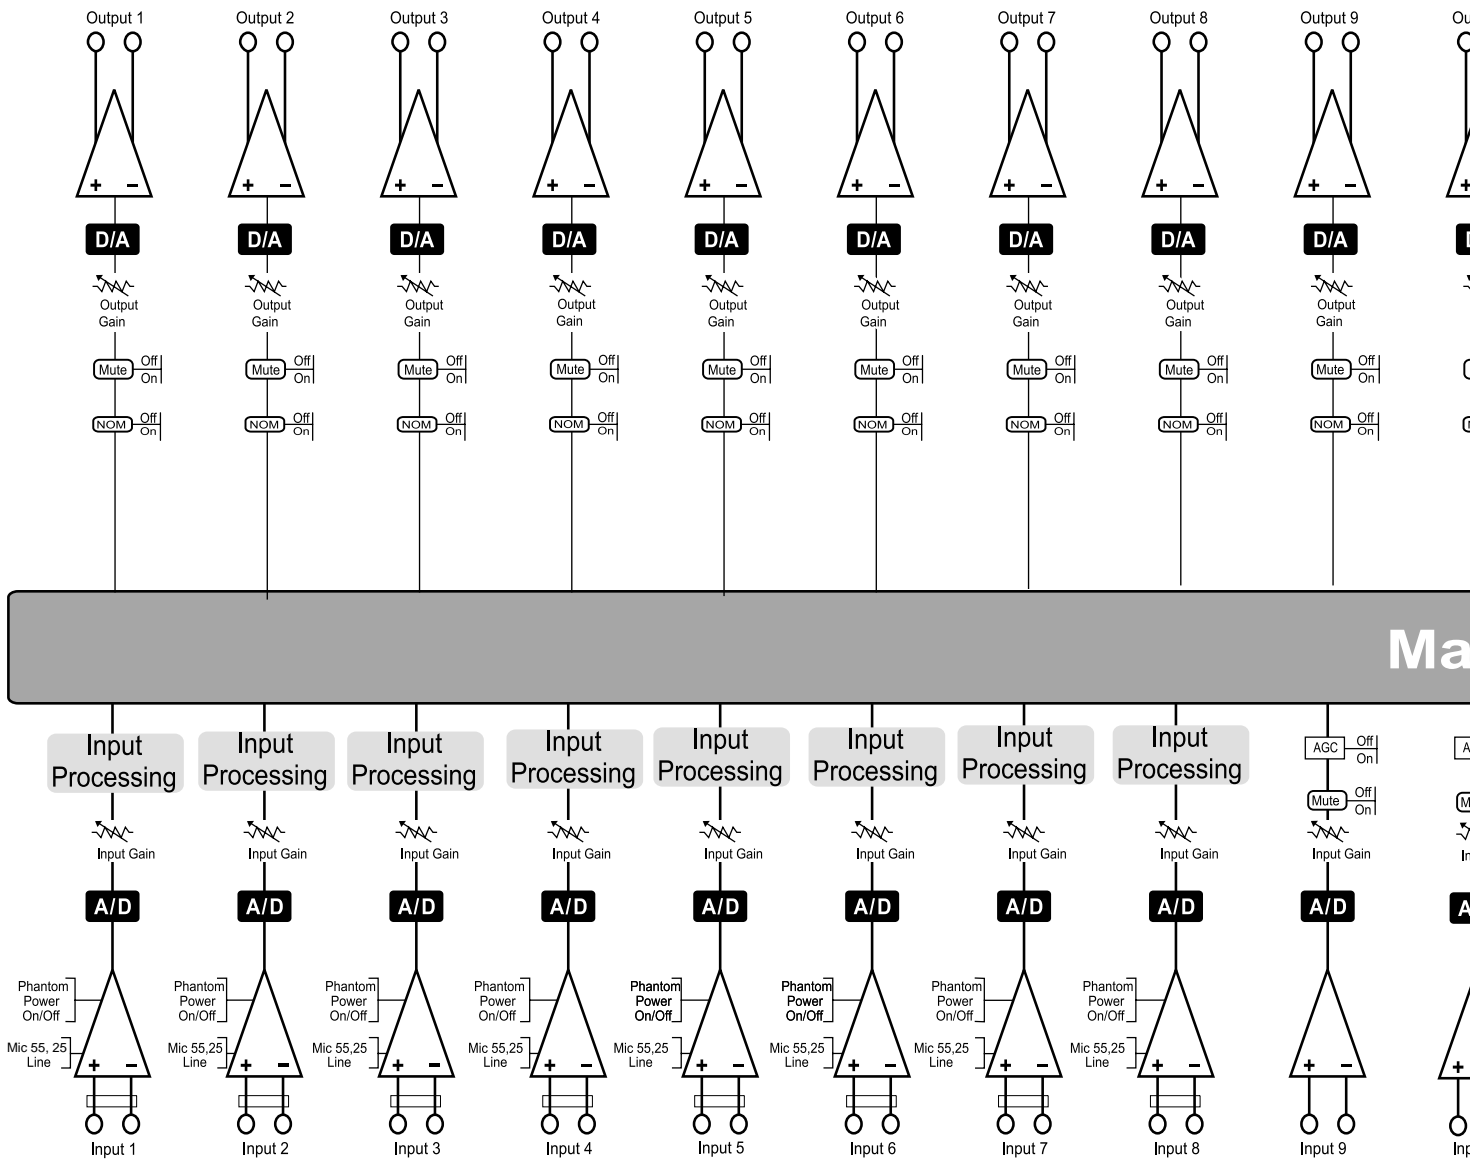 Output 1 Output 2 Output 3 Output 4 Output 5 Output 6 Output 7 Output 8 Output 9
+ − + − + − + − + − + − + − + − + − +
D/A D/A D/A D/A D/A D/A D/A D/A D/A
Output Output Output Output Output Output Output Output Output
Gain Gain Gain Gain Gain Gain Gain Gain Gain
Mute Off Mute Off Mute Off Mute Off Mute Off Mute Off Mute Off Mute Off Mute Off
On On On On On On On On On
NOM Off NOM Off NOM Off NOM Off NOM Off NOM Off NOM Off NOM Off NOM Off
On On On On On On On On On
Ma
Input Input Input Input Input Input Input Input AGC Off
Processing Processing Processing Processing Processing Processing Processing Processing On
Mute Off
On
Input Gain Input Gain Input Gain Input Gain Input Gain Input Gain Input Gain Input Gain Input Gain
A/D A/D A/D A/D A/D A/D A/D A/D A/D
Phantom Phantom Phantom Phantom Phantom Phantom Phantom Phantom
Power Power Power Power Power Power Power Power
On/Off On/Off On/Off On/Off On/Off On/Off On/Off On/Off
Mic 55, 25 Mic 55,25 Mic 55,25 Mic 55,25 Mic 55,25 Mic 55,25 Mic 55,25 Mic 55,25
Line Line Line Line Line Line Line Line
+ − + − + − + − + − + − + − + − + − +
Input 1 Input 2 Input 3 Input 4 Input 5 Input 6 Input 7 Input 8 Input 9